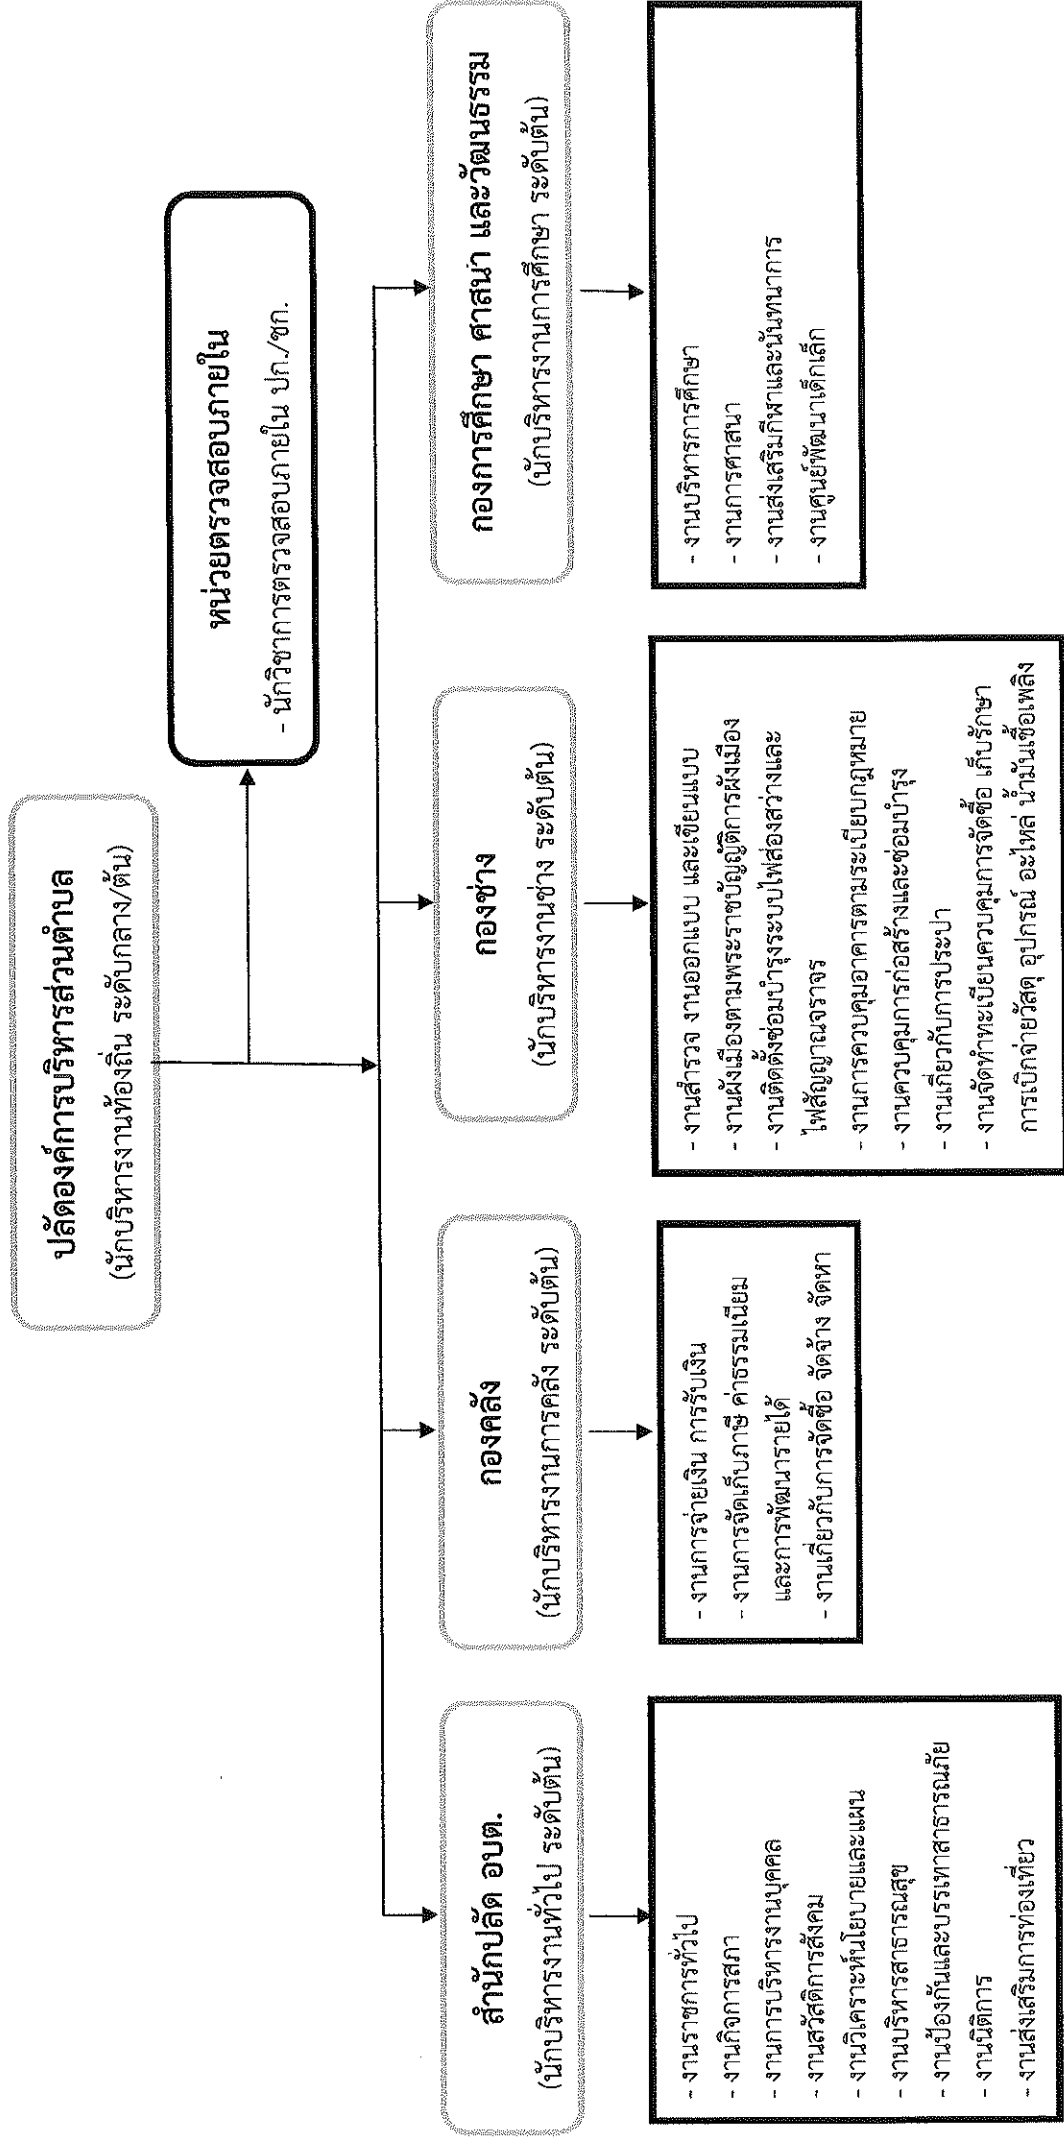 ปลัดองค์การบริหารส่วนตำบล
(นักบริหารงานท้องถิ่น ระดับกลาง/ต้น)
หน่วยตรวจสอบภายใน
- นักวิชาการตรวจสอบภายใน ปก./ชก.
สำนักปลัด อบต.
(นักบริหารงานทั่วไป ระดับต้น)
- งานราชการทั่วไป
- งานกิจการสภา
- งานการบริหารงานบุคคล
- งานสวัสดิการสังคม
- งานวิเคราะห์นโยบายและแผน
- งานบริหารสาธารณสุข
- งานป้องกันและบรรเทาสาธารณภัย
- งานนิติการ
- งานส่งเสริมการท่องเที่ยว
กองคลัง
(นักบริหารงานการคลัง ระดับต้น)
- งานการจ่ายเงิน การรับเงิน
- งานการจัดเก็บภาษี ค่าธรรมเนียม
และการพัฒนารายได้
- งานเกี่ยวกับการจัดซื้อ จัดจ้าง จัดหา
กองช่าง
(นักบริหารงานช่าง ระดับต้น)
- งานสำรวจ งานออกแบบ และเขียนแบบ
- งานผังเมืองตามพระราชบัญญัติการผังเมือง
- งานติดตั้งซ่อมบำรุงระบบไฟส่องสว่างและ
ไฟสัญญาณจราจร
- งานการควบคุมอาคารตามระเบียบกฎหมาย
- งานควบคุมการก่อสร้างและซ่อมบำรุง
- งานเกี่ยวกับการประปา
- งานจัดทำทะเบียนควบคุมการจัดซื้อ เก็บรักษา
การเบิกจ่ายวัสดุ อุปกรณ์ อะไหล่ น้ำมันเชื้อเพลิง
กองการศึกษา ศาสนา และวัฒนธรรม
(นักบริหารงานการศึกษา ระดับต้น)
- งานบริหารการศึกษา
- งานการศาสนา
- งานส่งเสริมกีฬาและนันทนาการ
- งานศูนย์พัฒนาเด็กเล็ก